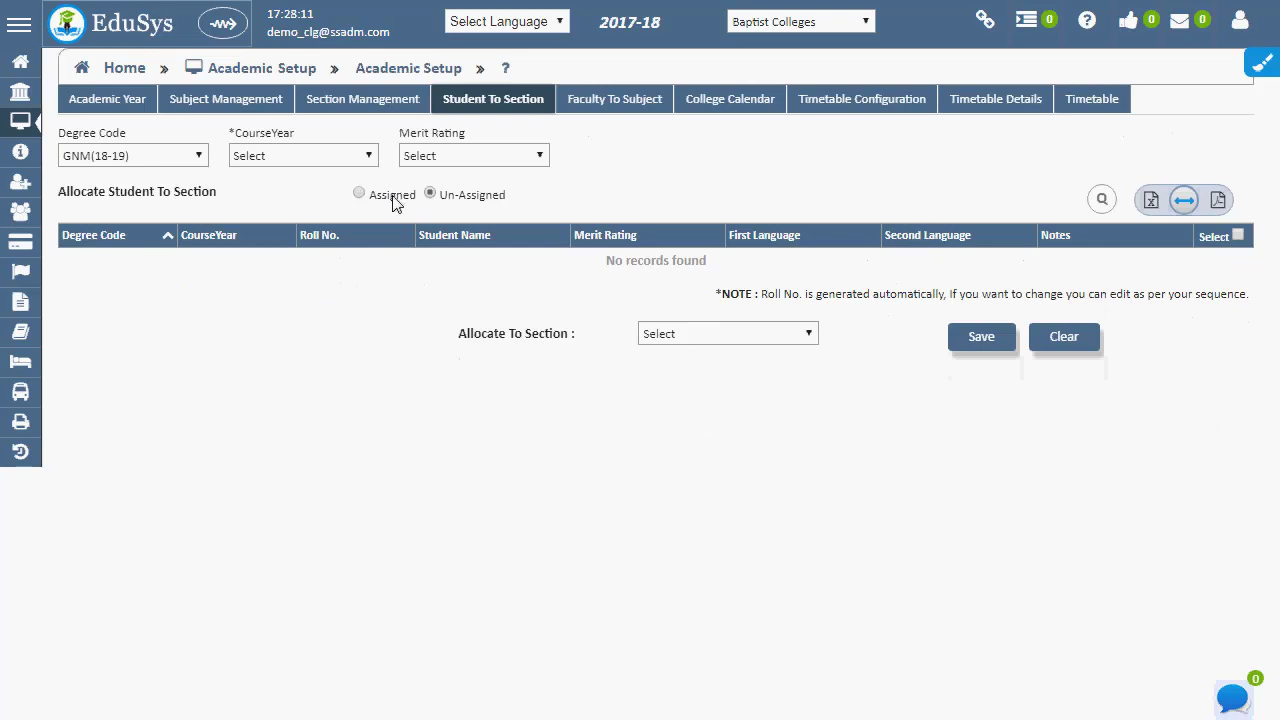 EduSys
17:28:11
demo_clg@ssadm.com
Select Language
2017-18
Baptist Colleges
0
0
0
Home » Academic Setup » Academic Setup » ?
Academic Year Subject Management Section Management Student To Section Faculty To Subject College Calendar Timetable Configuration Timetable Details Timetable
Degree Code *CourseYear Merit Rating
GNM(18-19) Select Select
Allocate Student To Section Assigned Un-Assigned
Degree Code CourseYear Roll No. Student Name Merit Rating First Language Second Language Notes Select
No records found
*NOTE : Roll No. is generated automatically, If you want to change you can edit as per your sequence.
Allocate To Section : Select Save Clear
0